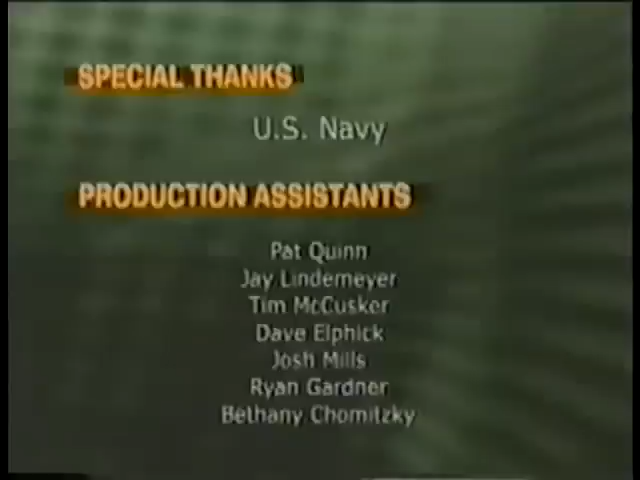 SPECIAL THANKS
U.S. Navy
PRODUCTION ASSISTANTS
Pat Quinn
Jay Lindemeyer
Tim McCusker
Dave Elphick
Josh Mills
Ryan Gardner
Bethany Chomitzky